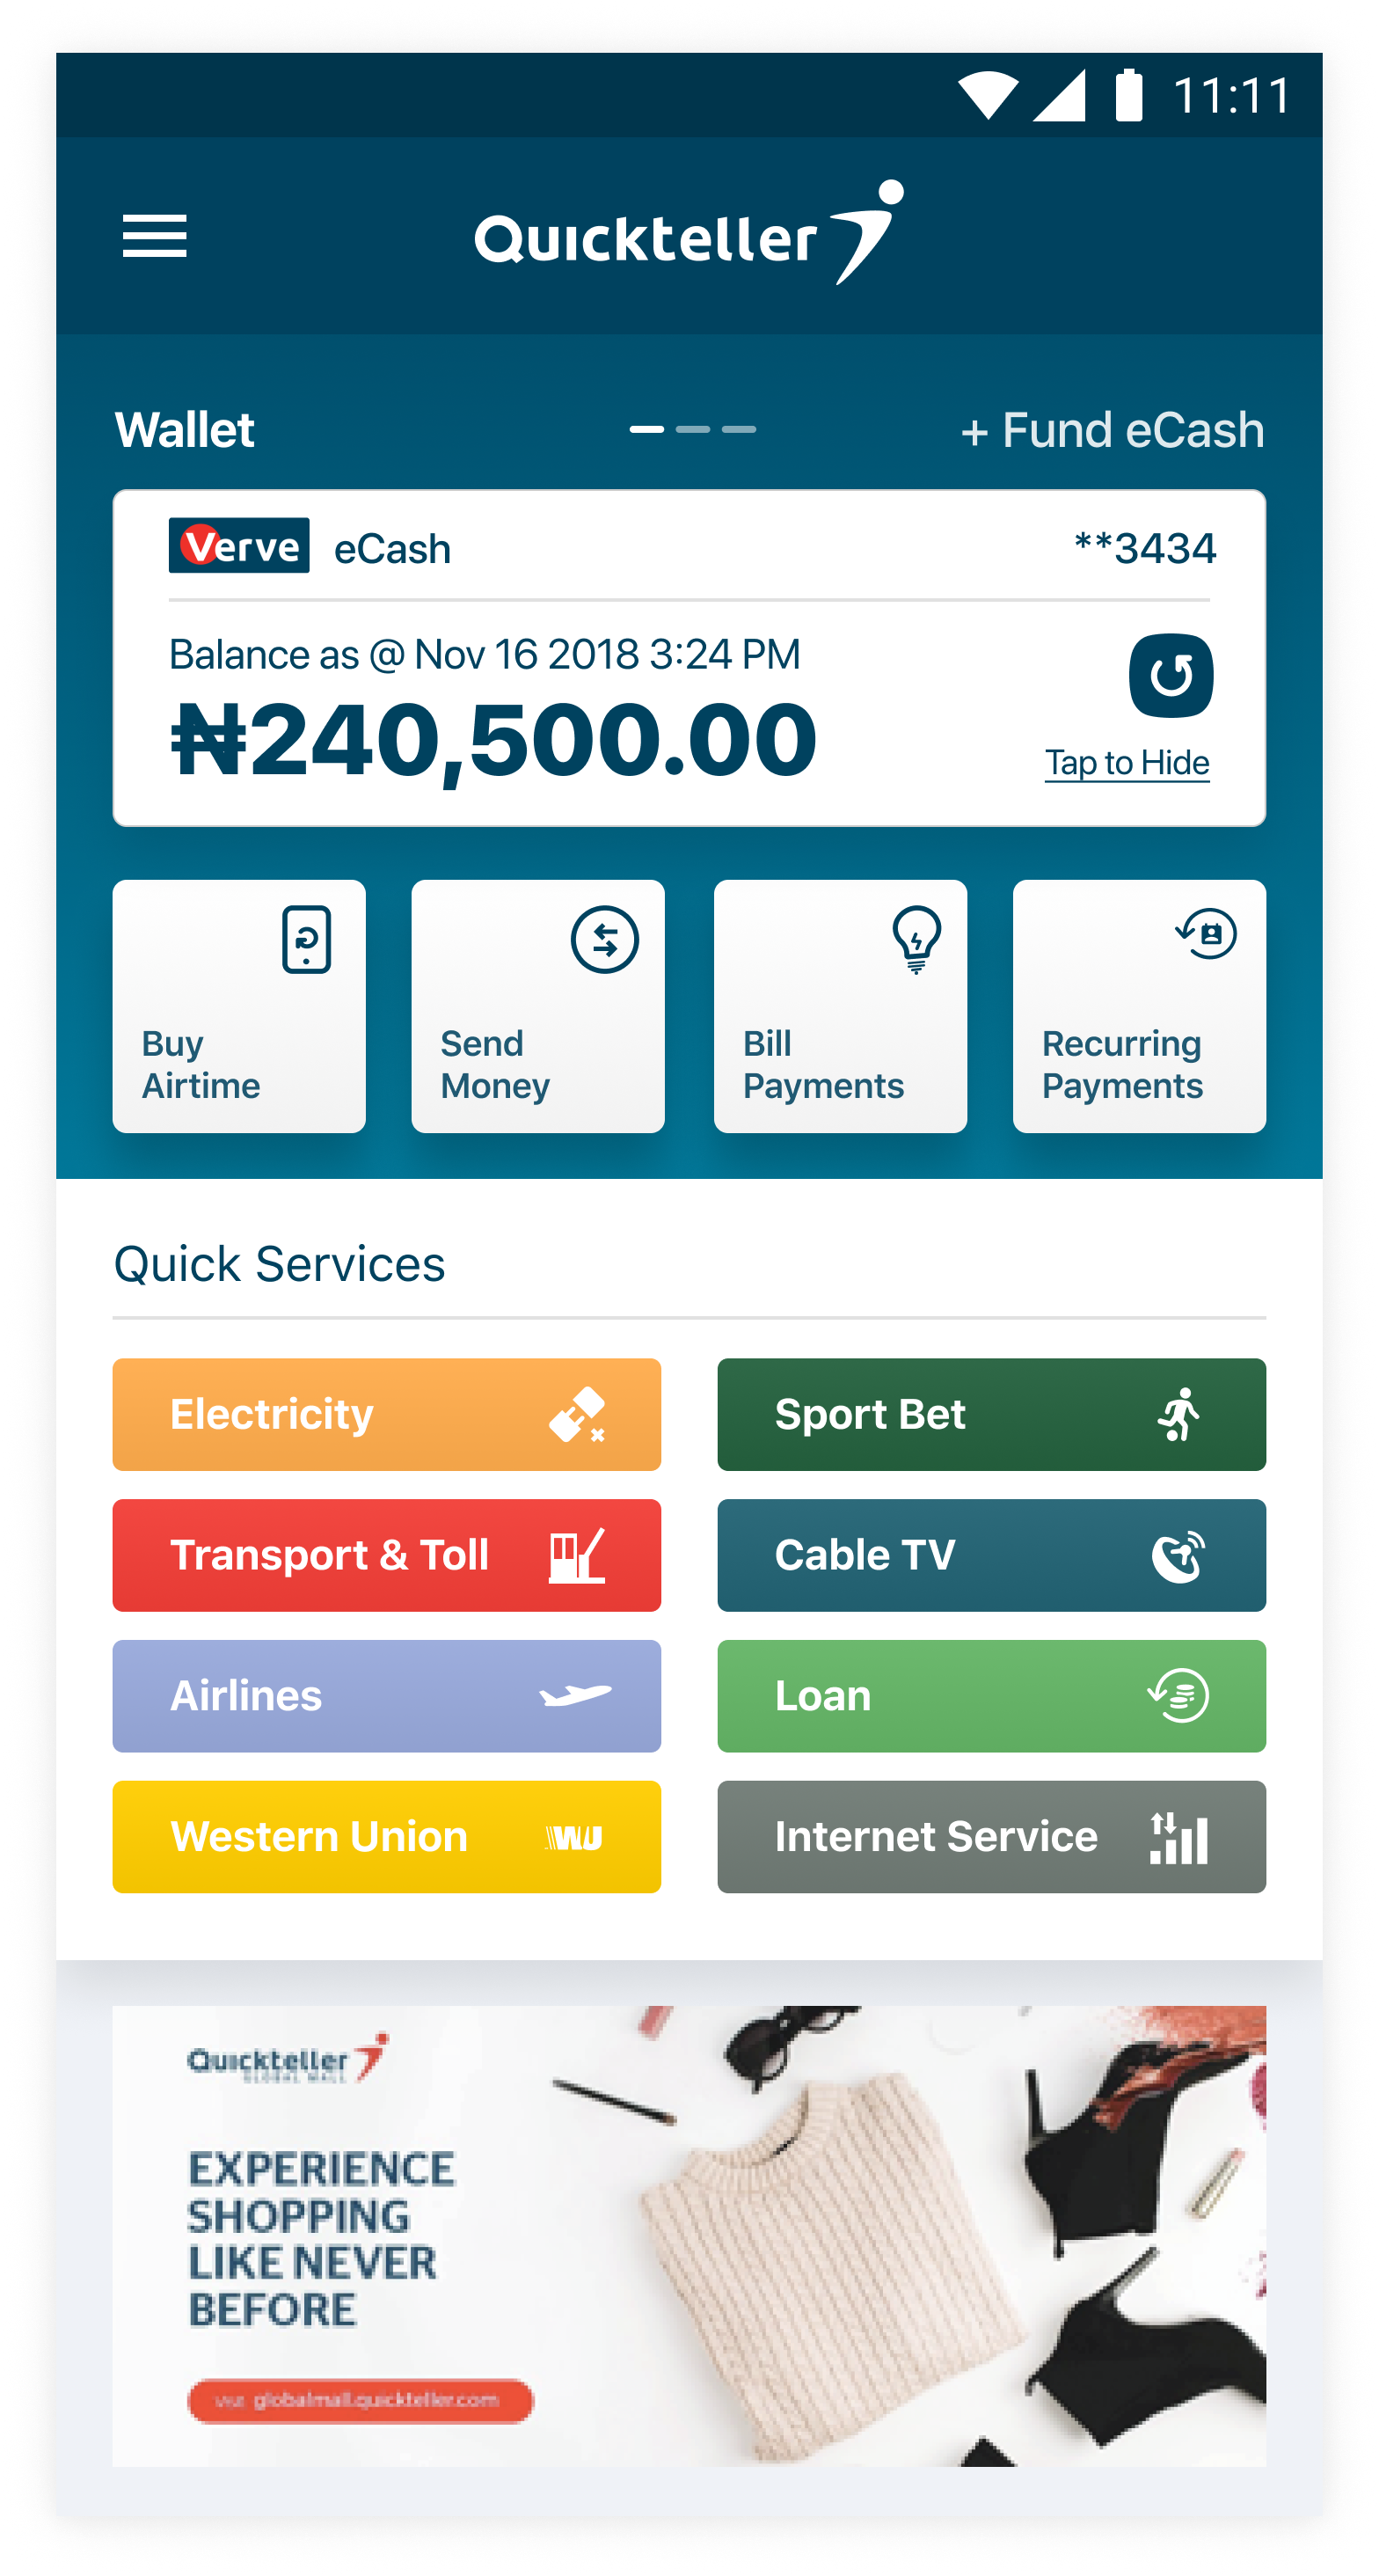 11:11
Quickteller
Wallet
+ Fund eCash
Verve eCash **3434
Balance as @ Nov 16 2018 3:24 PM
₦240,500.00
Tap to Hide
Buy
Airtime
Send
Money
Bill
Payments
Recurring
Payments
Quick Services
Electricity
Sport Bet
Transport & Toll
Cable TV
Airlines
Loan
Western Union
WU
Internet Service
Quickteller
GLOBAL MALL
EXPERIENCE
SHOPPING
LIKE NEVER
BEFORE
Visit globalmall.quickteller.com